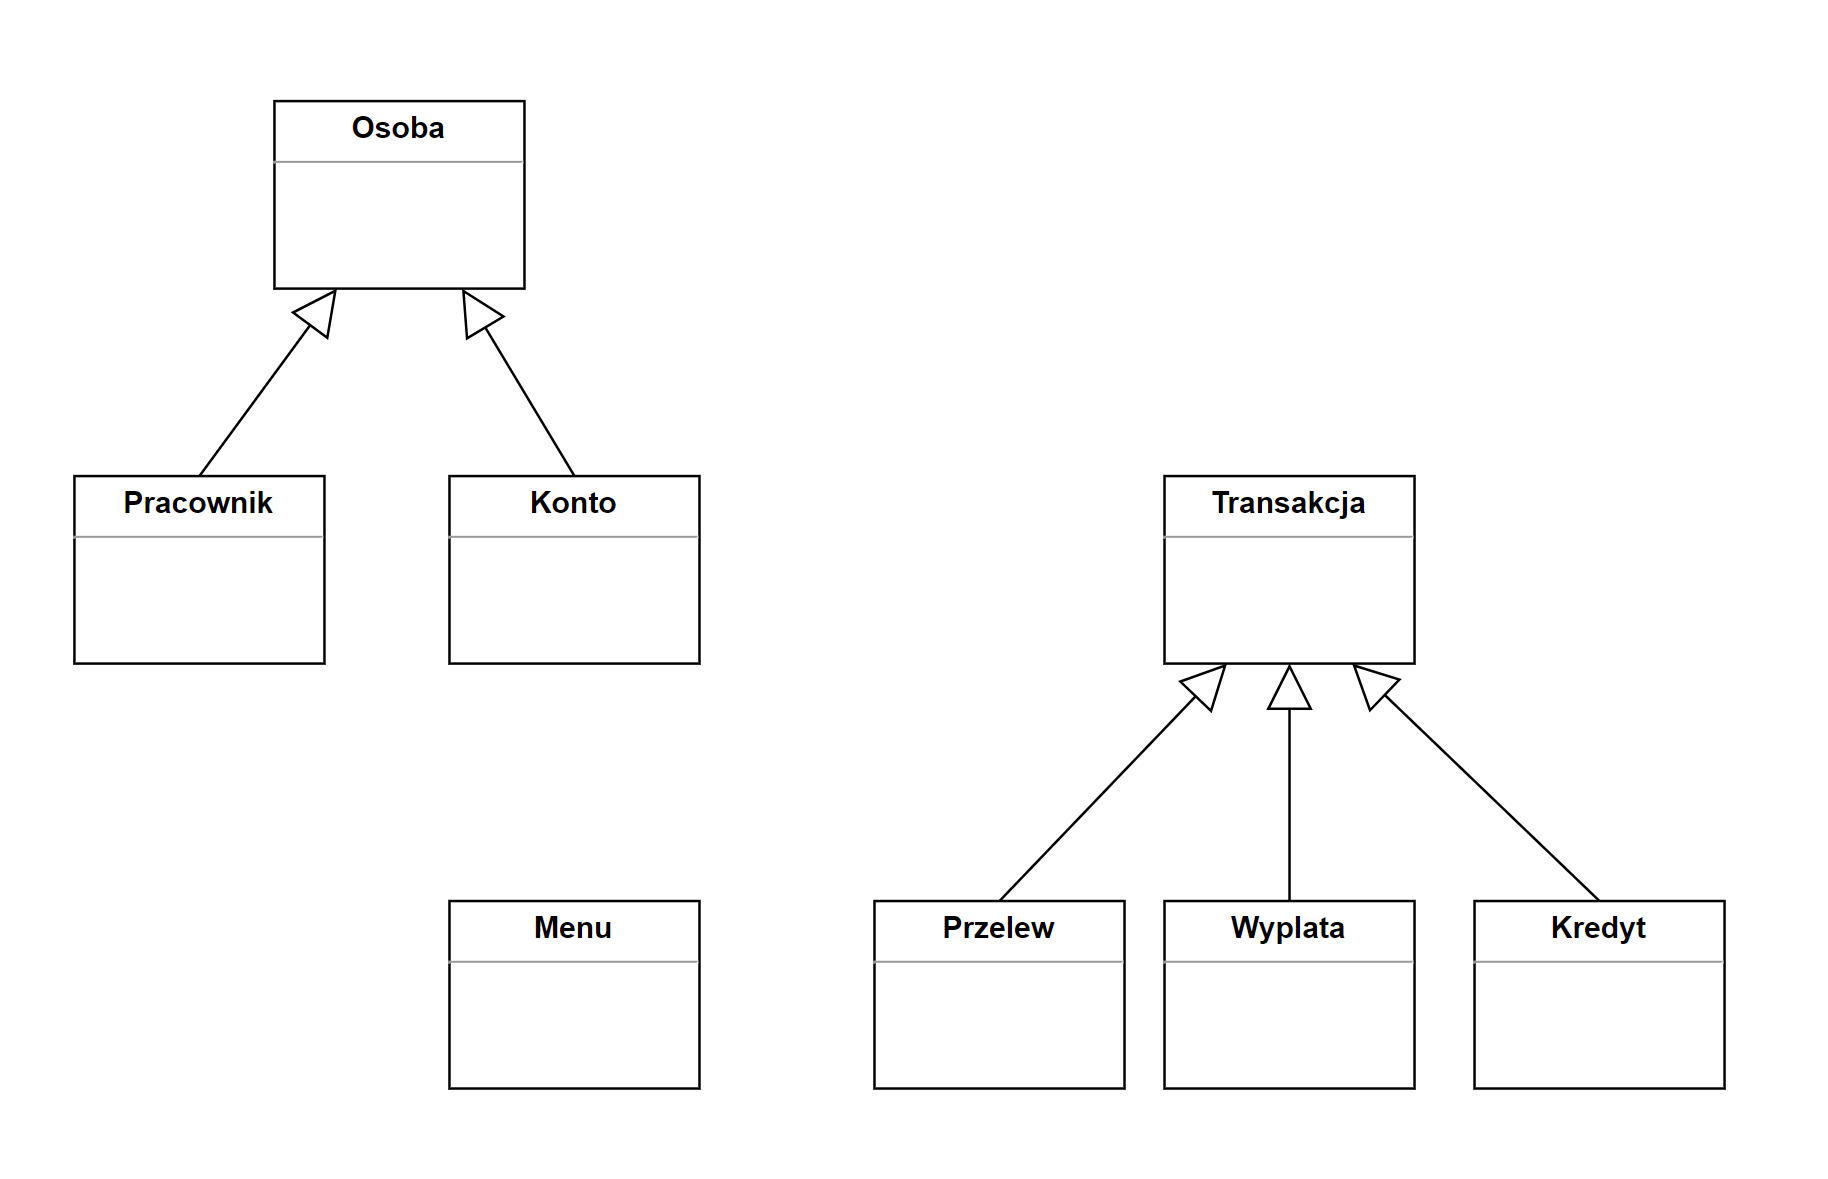 Osoba
Pracownik
Konto
Transakcja
Menu
Przelew
Wyplata
Kredyt